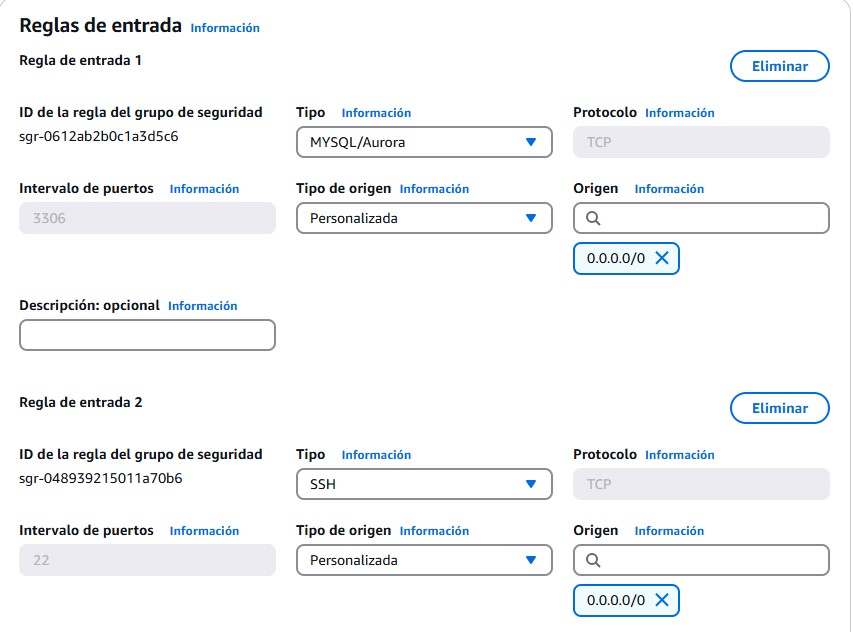 Reglas de entrada Información
Regla de entrada 1
Eliminar
ID de la regla del grupo de seguridad
sgr-0612ab2b0c1a3d5c6
Tipo Información
MYSQL/Aurora
Protocolo Información
TCP
Intervalo de puertos Información
3306
Tipo de origen Información
Personalizada
Origen Información
0.0.0.0/0
Descripción: opcional Información
Regla de entrada 2
Eliminar
ID de la regla del grupo de seguridad
sgr-048939215011a70b6
Tipo Información
SSH
Protocolo Información
TCP
Intervalo de puertos Información
22
Tipo de origen Información
Personalizada
Origen Información
0.0.0.0/0